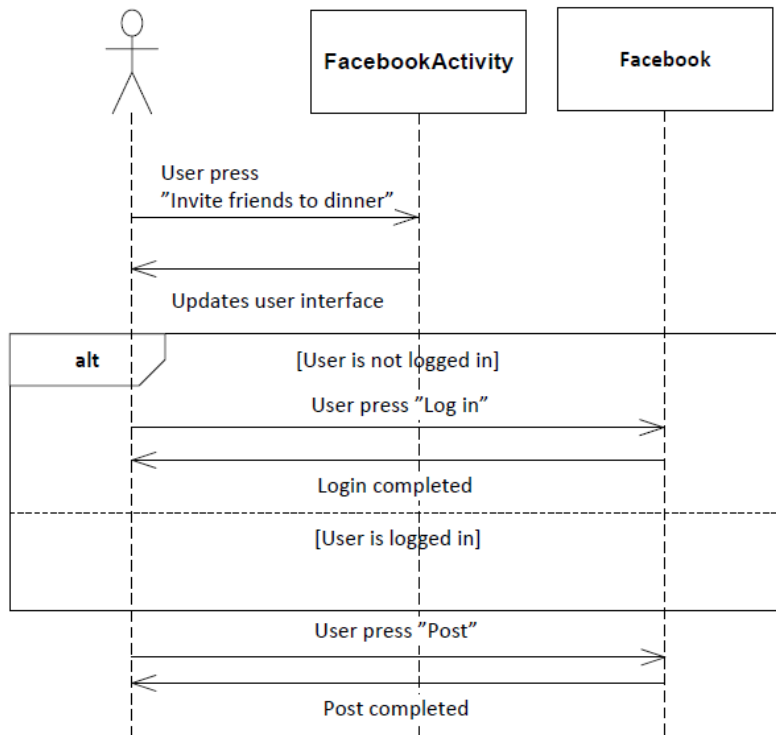 FacebookActivity
Facebook
User press
”Invite friends to dinner”
Updates user interface
alt
[User is not logged in]
User press ”Log in”
Login completed
[User is logged in]
User press ”Post”
Post completed